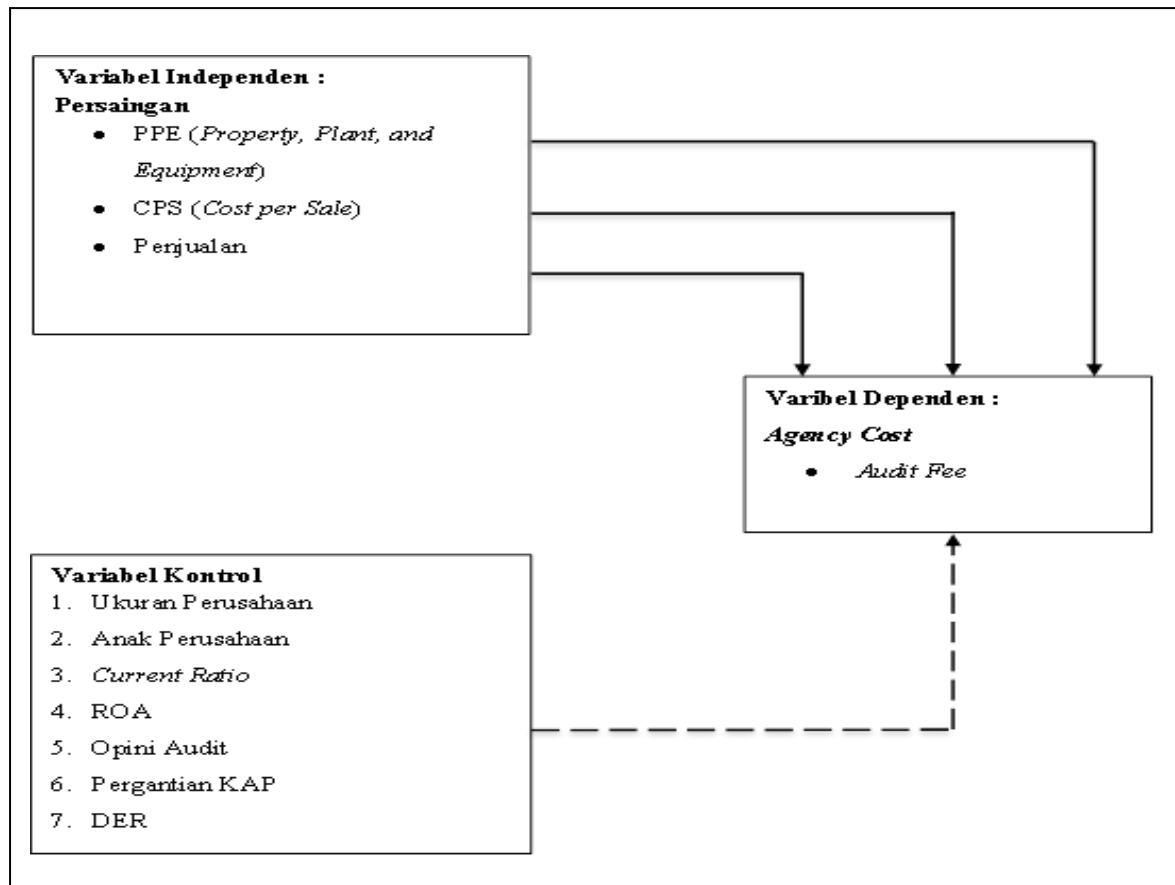 Variabel Independen :
Persaingan
● PPE (Property, Plant, and
Equipment)
● CPS (Cost per Sale)
● Penjualan
Varibel Dependen :
Agency Cost
● Audit Fee
Variabel Kontrol
1. Ukuran Perusahaan
2. Anak Perusahaan
3. Current Ratio
4. ROA
5. Opini Audit
6. Pergantian KAP
7. DER